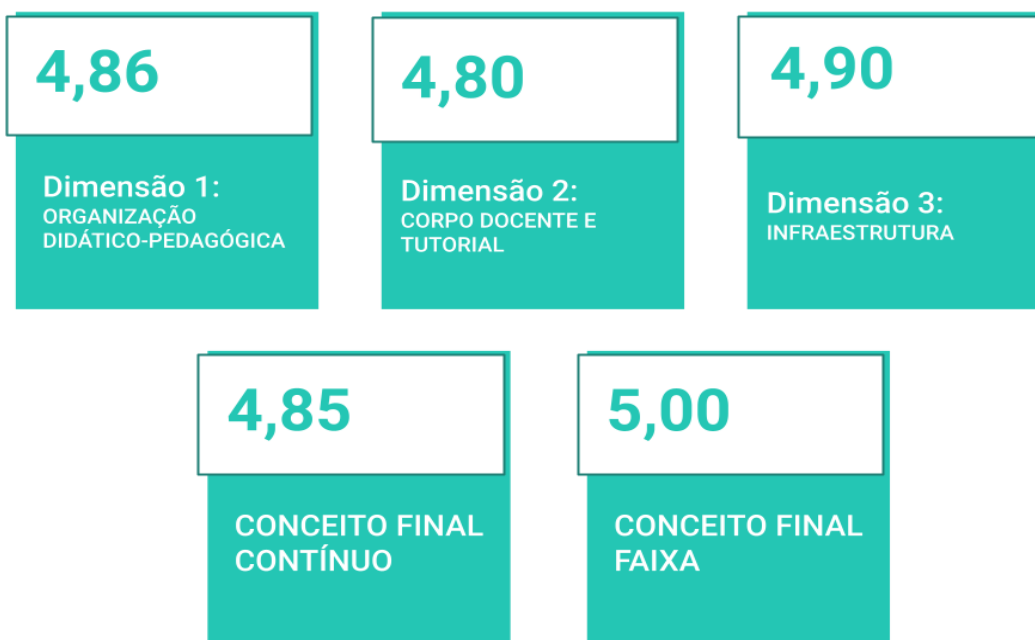 4,86
Dimensão 1:
ORGANIZAÇÃO
DIDÁTICO-PEDAGÓGICA
4,80
Dimensão 2:
CORPO DOCENTE E
TUTORIAL
4,90
Dimensão 3:
INFRAESTRUTURA
4,85
CONCEITO FINAL
CONTÍNUO
5,00
CONCEITO FINAL
FAIXA